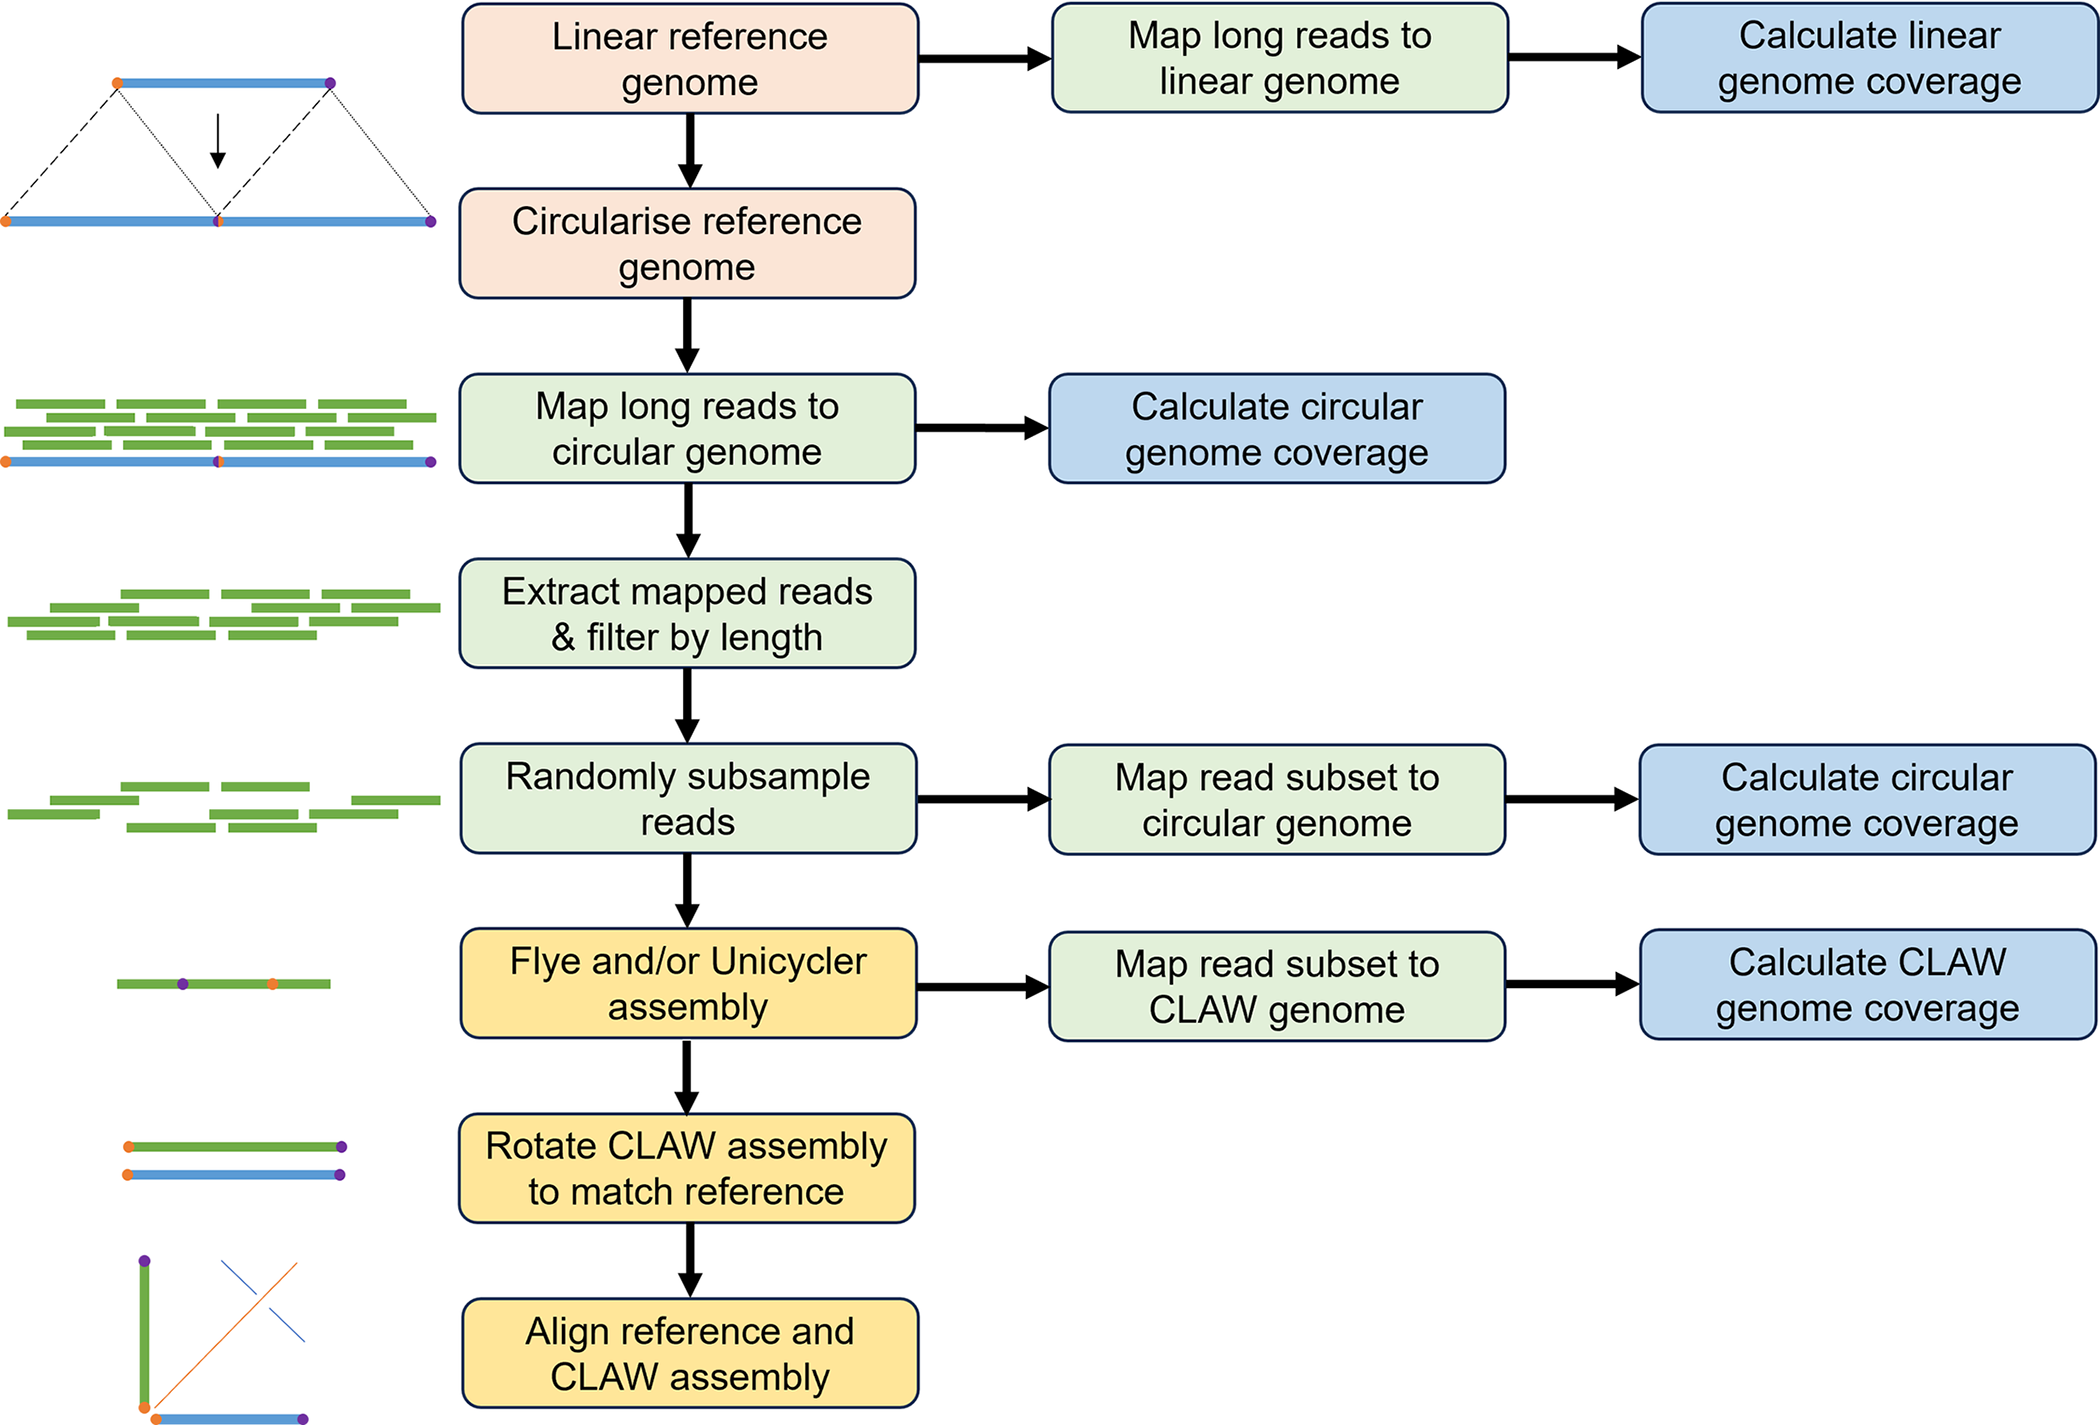 Linear reference
genome
Map long reads to
linear genome
Calculate linear
genome coverage
Circularise reference
genome
Map long reads to
circular genome
Calculate circular
genome coverage
Extract mapped reads
& filter by length
Randomly subsample
reads
Map read subset to
circular genome
Calculate circular
genome coverage
Flye and/or Unicycler
assembly
Map read subset to
CLAW genome
Calculate CLAW
genome coverage
Rotate CLAW assembly
to match reference
Align reference and
CLAW assembly